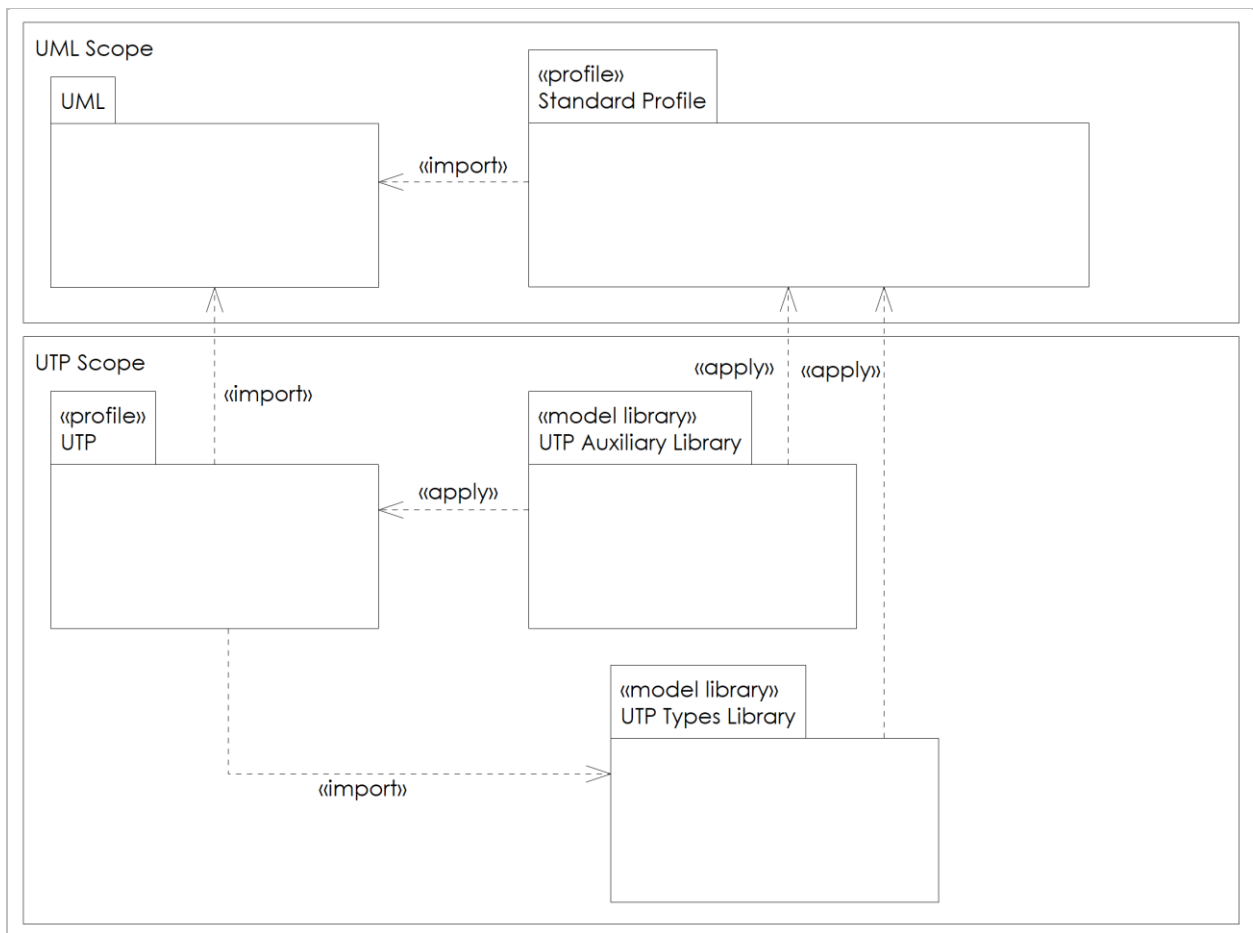 UML Scope
UML
«profile»
Standard Profile
«import»
UTP Scope
«import»
«apply»
«apply»
«profile»
UTP
«model library»
UTP Auxiliary Library
«apply»
«model library»
UTP Types Library
«import»